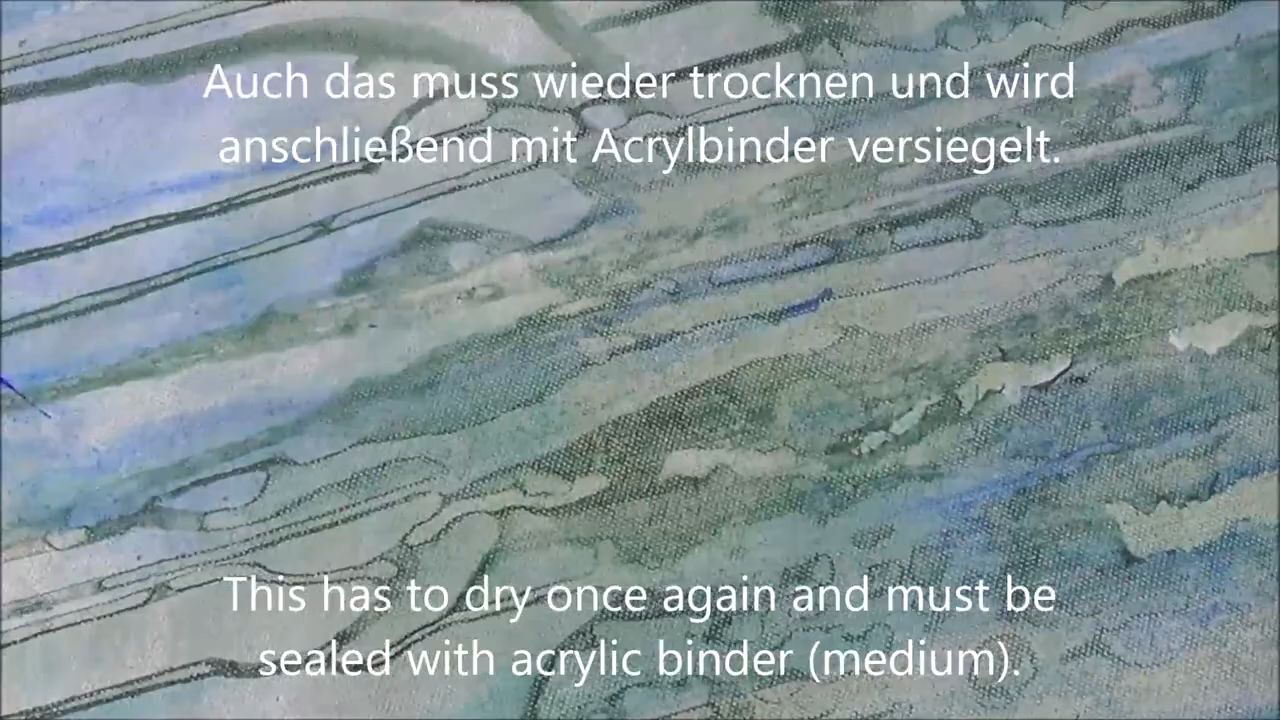 Auch das muss wieder trocknen und wird
anschließend mit Acrylbinder versiegelt.
This has to dry once again and must be
sealed with acrylic binder (medium).